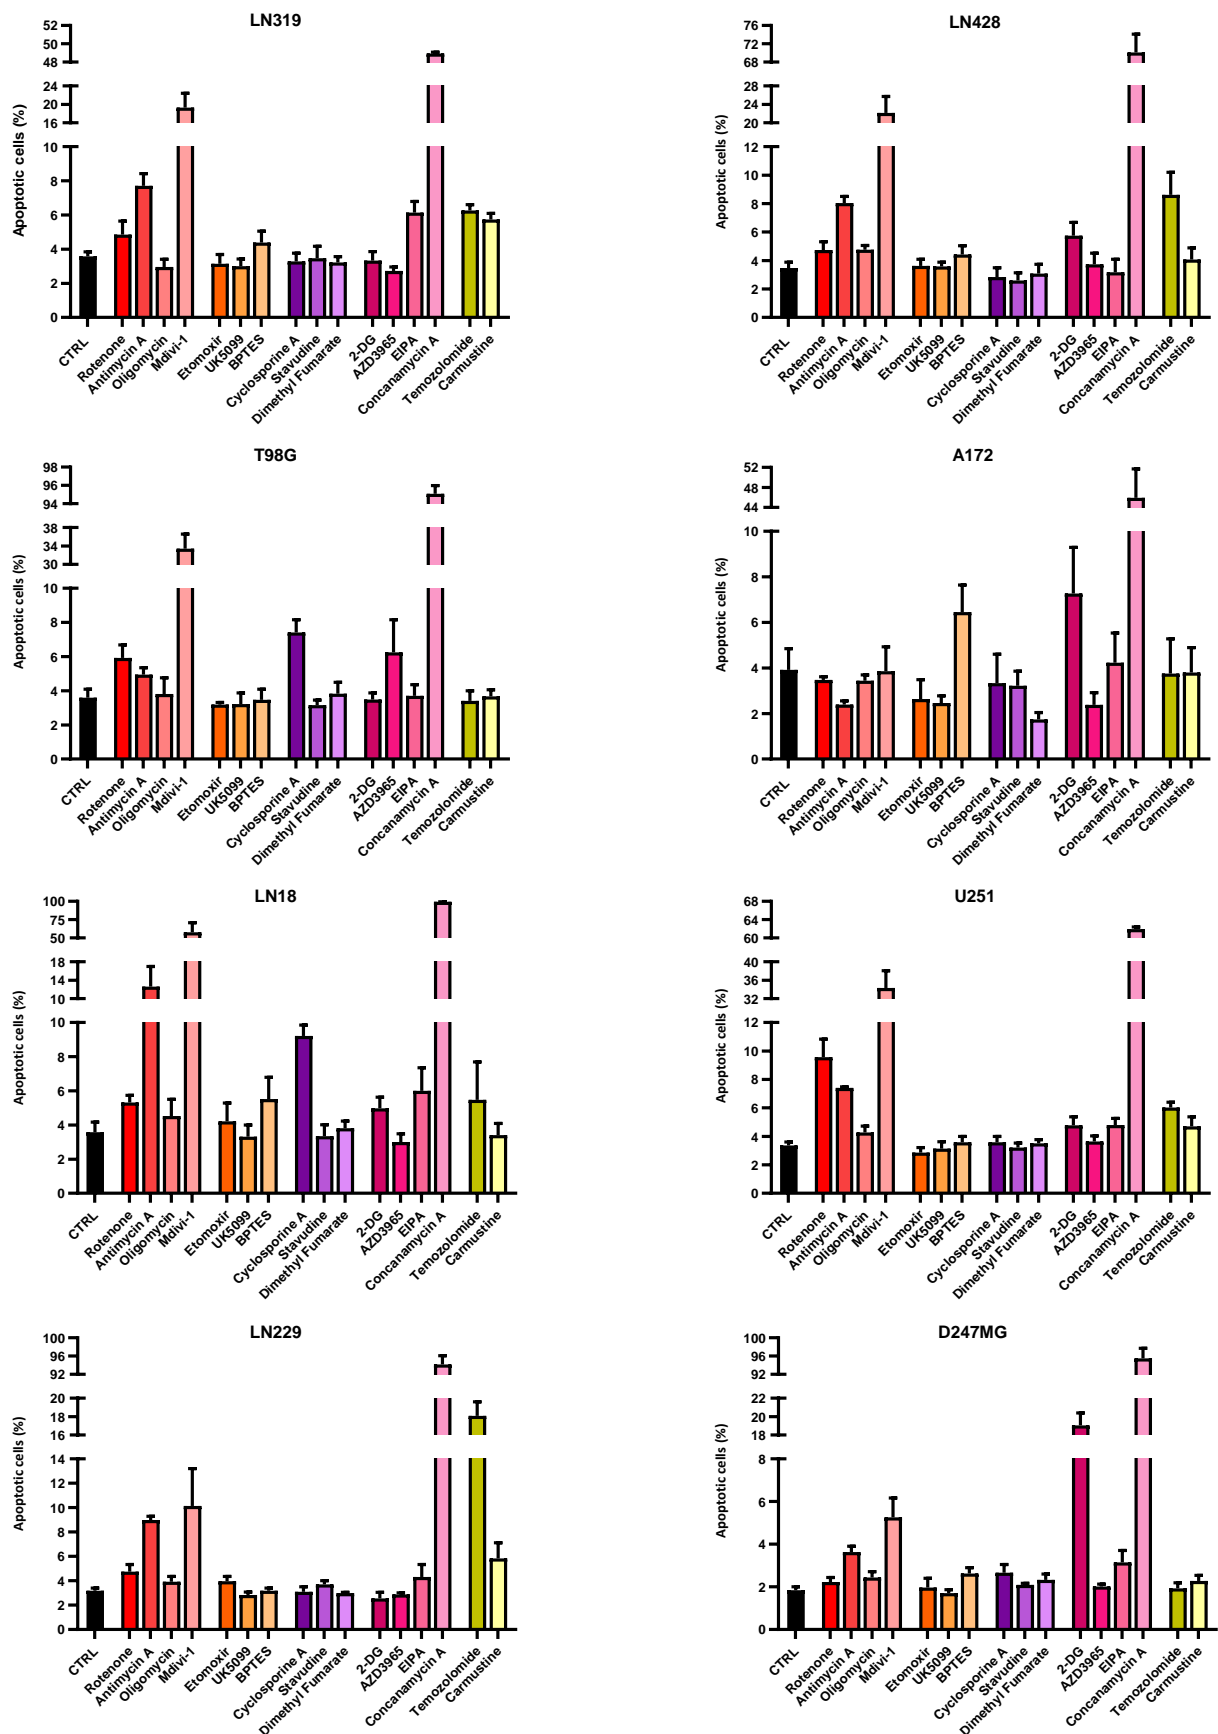 LN319
52
50
48
24
20
16
10
8
6
4
2
0
Apoptotic cells (%)
CTRL
Rotenone
Antimycin A
Oligomycin
Mdivi-1
Etomoxir
UK5099
BPTES
Cyclosporine A
Stavudine
Dimethyl Fumarate
2-DG
AZD3965
EIPA
Concanamycin A
Temozolomide
Carmustine
LN428
76
72
68
28
24
20
12
10
8
6
4
2
0
Apoptotic cells (%)
CTRL
Rotenone
Antimycin A
Oligomycin
Mdivi-1
Etomoxir
UK5099
BPTES
Cyclosporine A
Stavudine
Dimethyl Fumarate
2-DG
AZD3965
EIPA
Concanamycin A
Temozolomide
Carmustine
T98G
98
96
94
38
34
30
10
8
6
4
2
0
Apoptotic cells (%)
CTRL
Rotenone
Antimycin A
Oligomycin
Mdivi-1
Etomoxir
UK5099
BPTES
Cyclosporine A
Stavudine
Dimethyl Fumarate
2-DG
AZD3965
EIPA
Concanamycin A
Temozolomide
Carmustine
A172
52
48
44
10
8
6
4
2
0
Apoptotic cells (%)
CTRL
Rotenone
Antimycin A
Oligomycin
Mdivi-1
Etomoxir
UK5099
BPTES
Cyclosporine A
Stavudine
Dimethyl Fumarate
2-DG
AZD3965
EIPA
Concanamycin A
Temozolomide
Carmustine
LN18
100
75
50
18
14
10
10
8
6
4
2
0
Apoptotic cells (%)
CTRL
Rotenone
Antimycin A
Oligomycin
Mdivi-1
Etomoxir
UK5099
BPTES
Cyclosporine A
Stavudine
Dimethyl Fumarate
2-DG
AZD3965
EIPA
Concanamycin A
Temozolomide
Carmustine
U251
68
64
60
40
36
32
12
10
8
6
4
2
0
Apoptotic cells (%)
CTRL
Rotenone
Antimycin A
Oligomycin
Mdivi-1
Etomoxir
UK5099
BPTES
Cyclosporine A
Stavudine
Dimethyl Fumarate
2-DG
AZD3965
EIPA
Concanamycin A
Temozolomide
Carmustine
LN229
100
96
92
20
18
16
14
12
10
8
6
4
2
0
Apoptotic cells (%)
CTRL
Rotenone
Antimycin A
Oligomycin
Mdivi-1
Etomoxir
UK5099
BPTES
Cyclosporine A
Stavudine
Dimethyl Fumarate
2-DG
AZD3965
EIPA
Concanamycin A
Temozolomide
Carmustine
D247MG
100
96
92
22
20
18
8
6
4
2
0
Apoptotic cells (%)
CTRL
Rotenone
Antimycin A
Oligomycin
Mdivi-1
Etomoxir
UK5099
BPTES
Cyclosporine A
Stavudine
Dimethyl Fumarate
2-DG
AZD3965
EIPA
Concanamycin A
Temozolomide
Carmustine